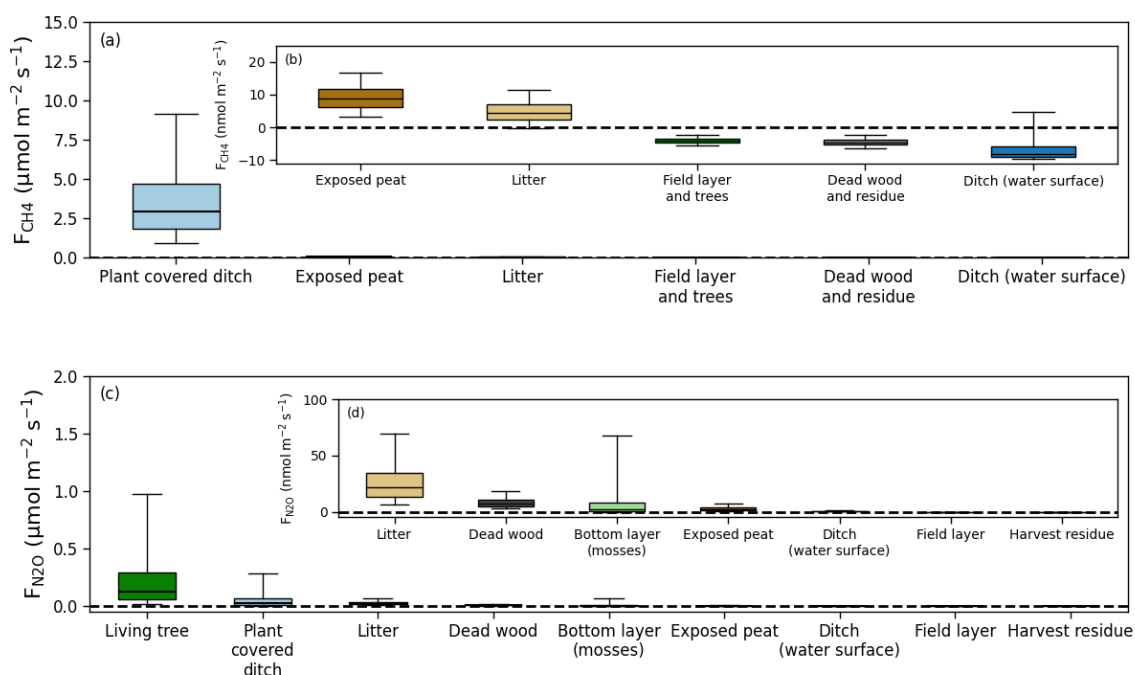 (a)
F_CH4 (μmol m⁻² s⁻¹)
15.0
12.5
10.0
7.5
5.0
2.5
0.0
Plant covered ditch
Exposed peat
Litter
Field layer
and trees
Dead wood
and residue
Ditch (water surface)
(b)
F_CH4 (nmol m⁻² s⁻¹)
20
10
0
−10
Exposed peat
Litter
Field layer
and trees
Dead wood
and residue
Ditch (water surface)
(c)
F_N2O (μmol m⁻² s⁻¹)
2.0
1.5
1.0
0.5
0.0
Living tree
Plant
covered
ditch
Litter
Dead wood
Bottom layer
(mosses)
Exposed peat
Ditch
(water surface)
Field layer
Harvest residue
(d)
F_N2O (nmol m⁻² s⁻¹)
100
50
0
Litter
Dead wood
Bottom layer
(mosses)
Exposed peat
Ditch
(water surface)
Field layer
Harvest residue